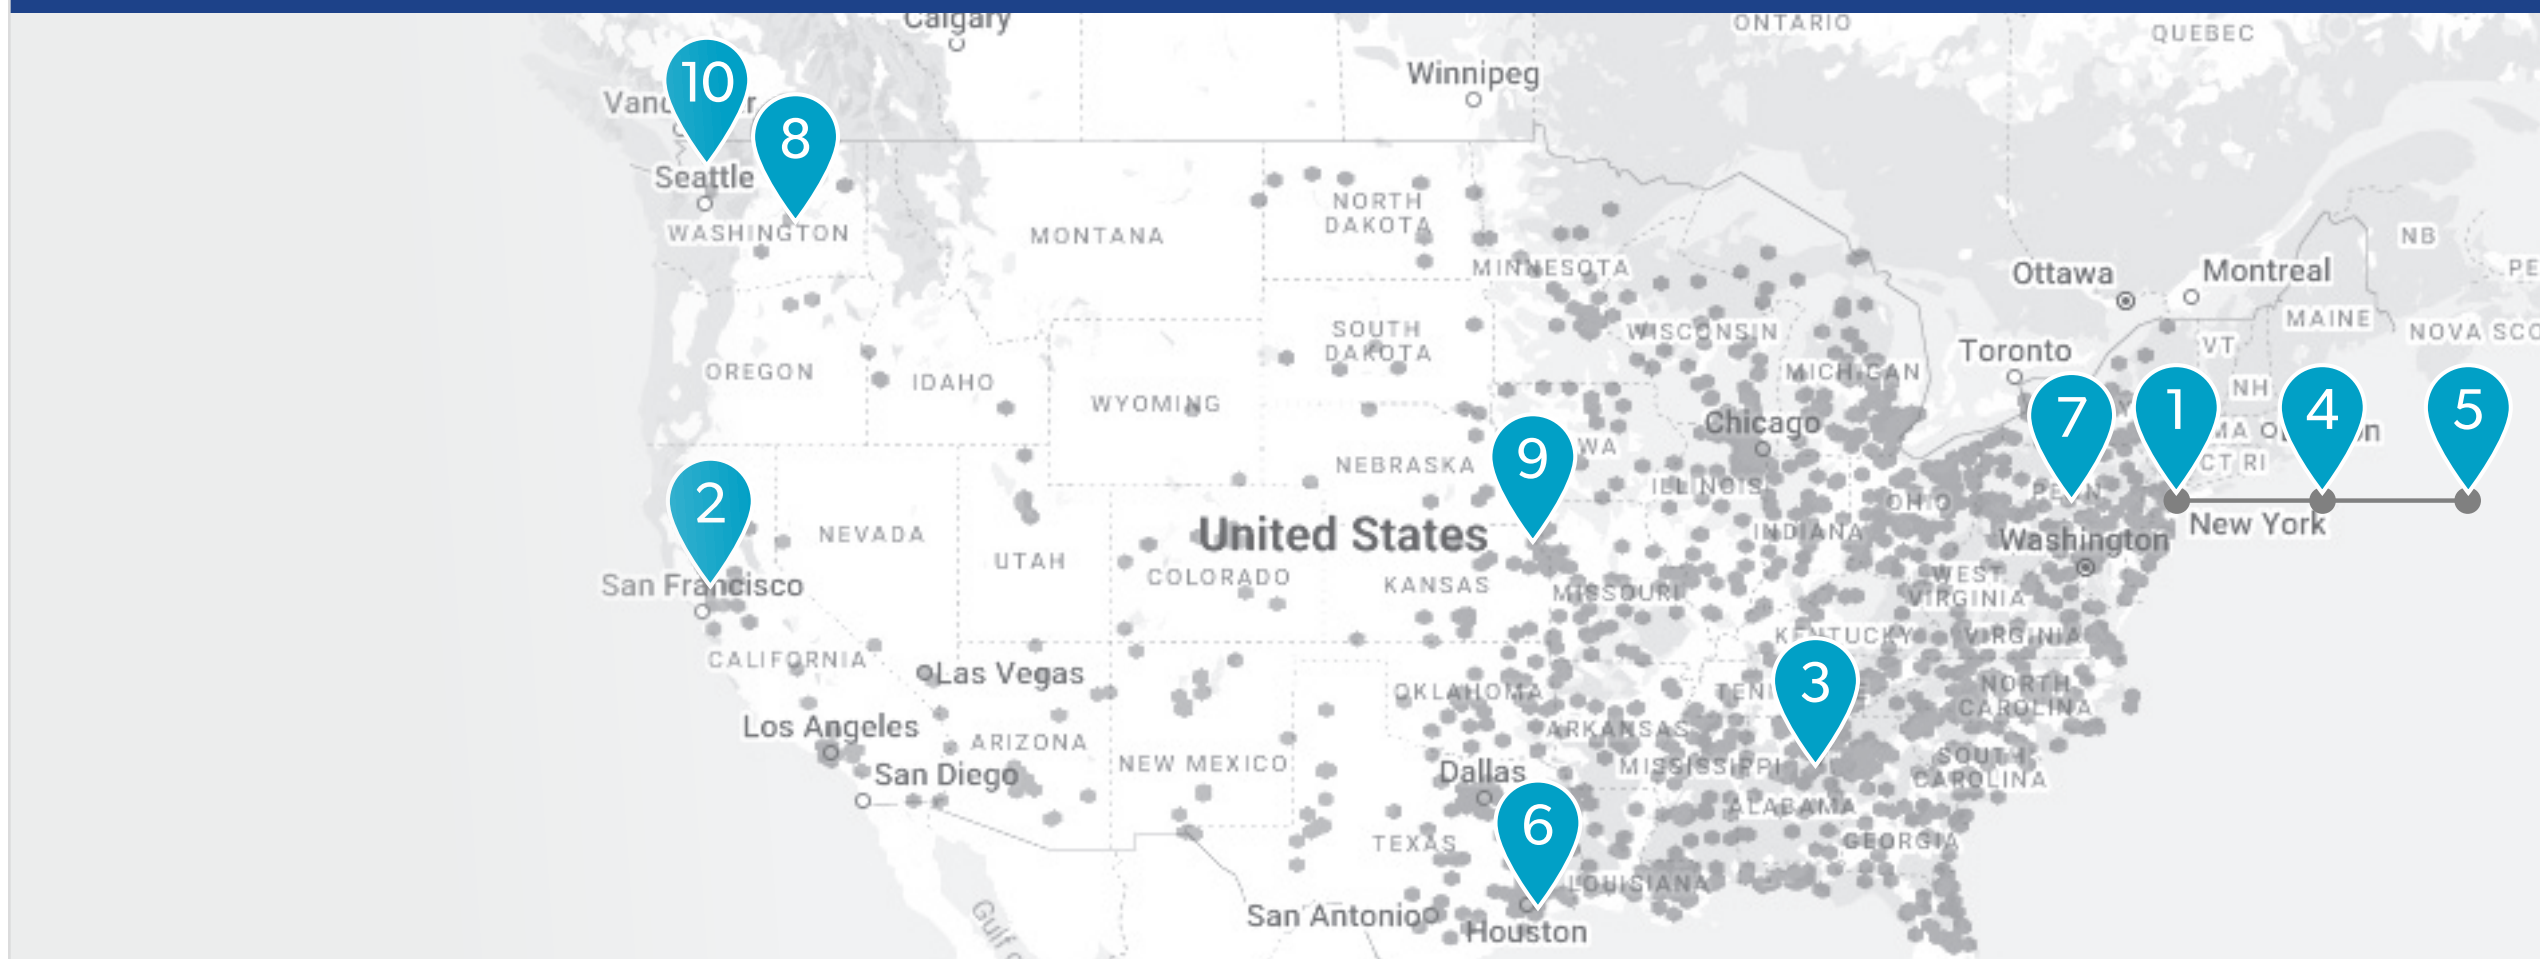 Calgary
ONTARIO
QUEBEC
10
Winnipeg
8
Seattle
NORTH
DAKOTA
WASHINGTON
MONTANA
NB
MINNESOTA
Ottawa
Montreal
MAINE
SOUTH
DAKOTA
WISCONSIN
VT
Toronto
OREGON
IDAHO
MICHIGAN
NH
WYOMING
7
1
4
5
Chicago
MA
9
NEBRASKA
CT RI
ILLINOIS
OHIO
2
NEVADA
United States
INDIANA
Washington
New York
UTAH
COLORADO
KANSAS
WEST
VIRGINIA
San Francisco
MISSOURI
KENTUCKY
VIRGINIA
CALIFORNIA
Las Vegas
3
OKLAHOMA
NORTH
CAROLINA
Los Angeles
ARIZONA
ARKANSAS
NEW MEXICO
MISSISSIPPI
SOUTH
CAROLINA
San Diego
Dallas
ALABAMA
6
TEXAS
GEORGIA
LOUISIANA
San Antonio
Houston
Gulf